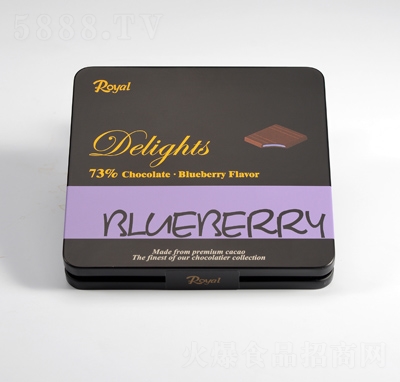 5888.TV
Royal
Delights
73% Chocolate · Blueberry Flavor
BLUEBERRY
Made from premium cacao
The finest of our chocolatier collection
Royal
火爆食品招商网